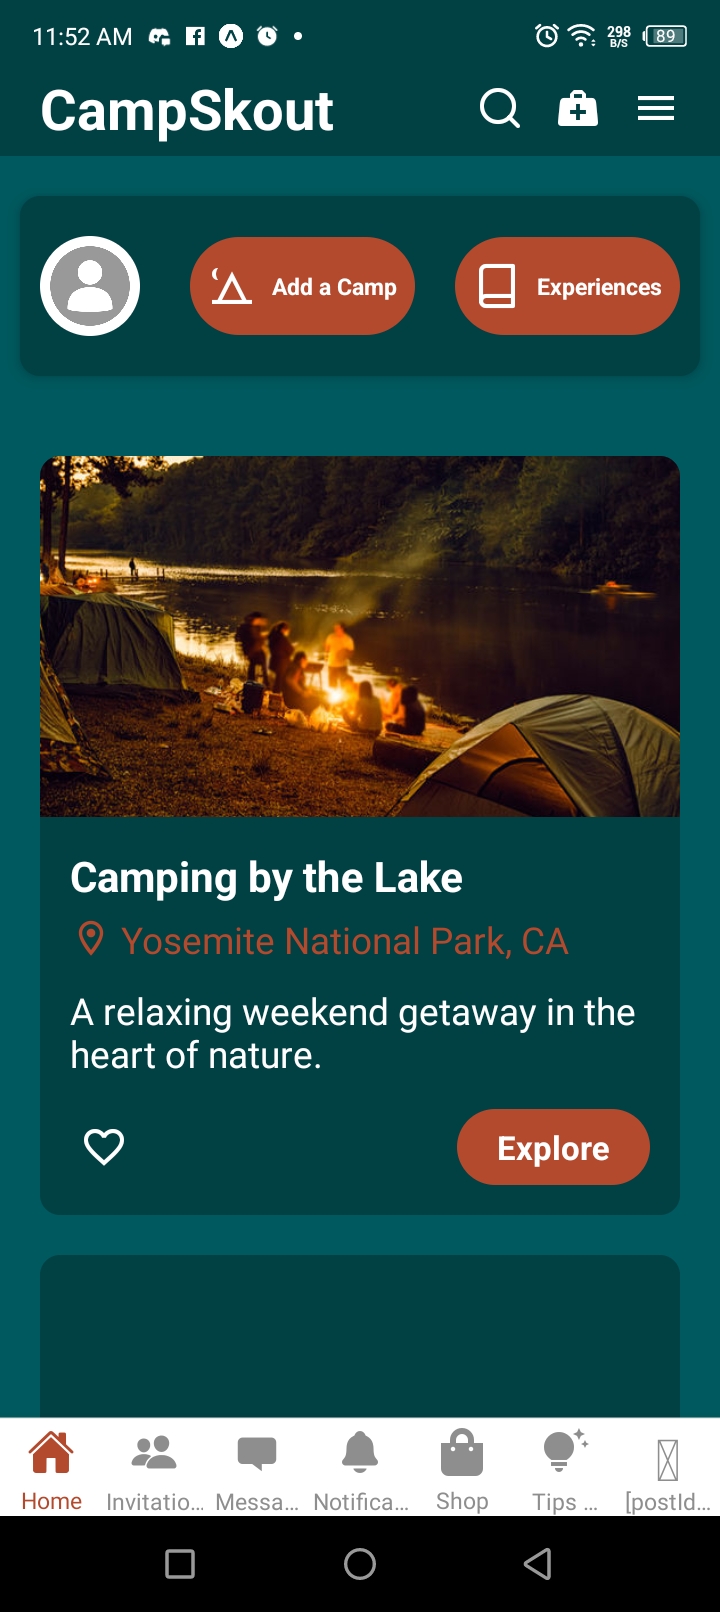 11:52 AM
298
B/S
89
CampSkout
Add a Camp
Experiences
Camping by the Lake
Yosemite National Park, CA
A relaxing weekend getaway in the
heart of nature.
Explore
Home
Invitatio...
Messa...
Notifica...
Shop
Tips ...
[postId...